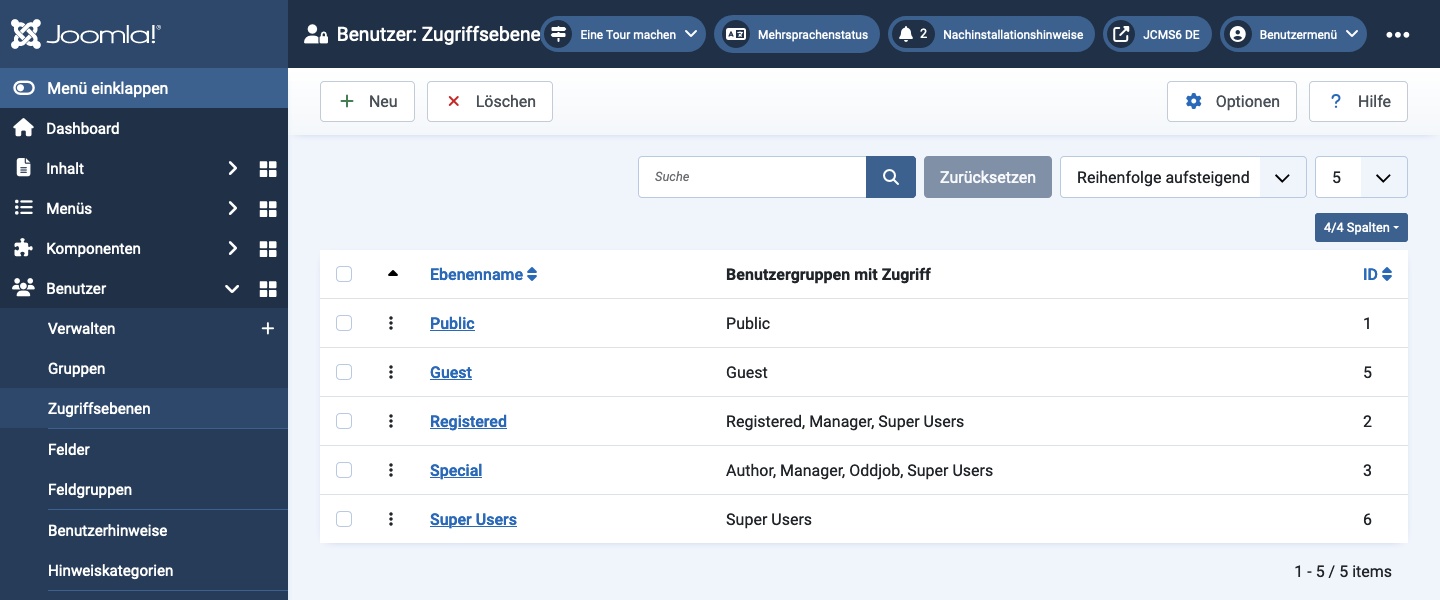 Joomla!®
Benutzer: Zugriffsebene
Eine Tour machen
Mehrsprachenstatus
2 Nachinstallationshinweise
JCMS6 DE
Benutzermenü
Menü einklappen
Dashboard
Inhalt
Menüs
Komponenten
Benutzer
Verwalten
Gruppen
Zugriffsebenen
Felder
Feldgruppen
Benutzerhinweise
Hinweiskategorien
Neu
Löschen
Optionen
? Hilfe
Suche
Zurücksetzen
Reihenfolge aufsteigend
5
4/4 Spalten
Ebenenname Benutzergruppen mit Zugriff ID
Public Public 1
Guest Guest 5
Registered Registered, Manager, Super Users 2
Special Author, Manager, Oddjob, Super Users 3
Super Users Super Users 6
1 - 5 / 5 items